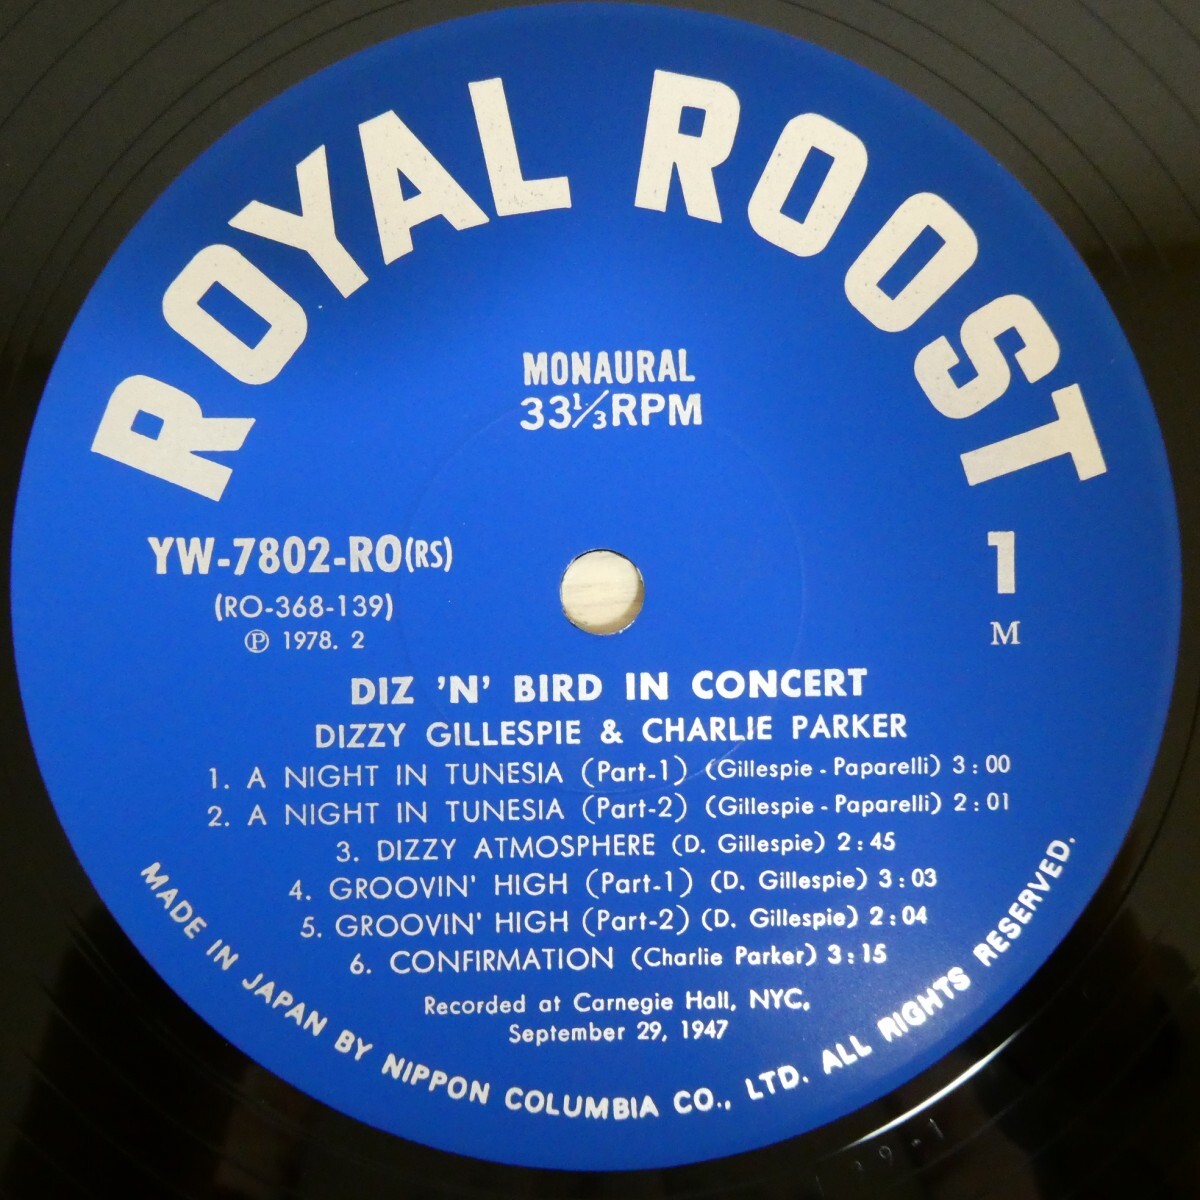 ROYAL ROOST
MONAURAL
33 1/3 RPM
YW-7802-RO(RS)
(RO-368-139)
Ⓟ 1978. 2
1
M
DIZ 'N' BIRD IN CONCERT
DIZZY GILLESPIE & CHARLIE PARKER
1. A NIGHT IN TUNESIA (Part-1) (Gillespie - Paparelli) 3:00
2. A NIGHT IN TUNESIA (Part-2) (Gillespie - Paparelli) 2:01
3. DIZZY ATMOSPHERE (D. Gillespie) 2:45
4. GROOVIN' HIGH (Part-1) (D. Gillespie) 3:03
5. GROOVIN' HIGH (Part-2) (D. Gillespie) 2:04
6. CONFIRMATION (Charlie Parker) 3:15
Recorded at Carnegie Hall, NYC,
September 29, 1947
MADE IN JAPAN BY NIPPON COLUMBIA CO., LTD. ALL RIGHTS RESERVED.